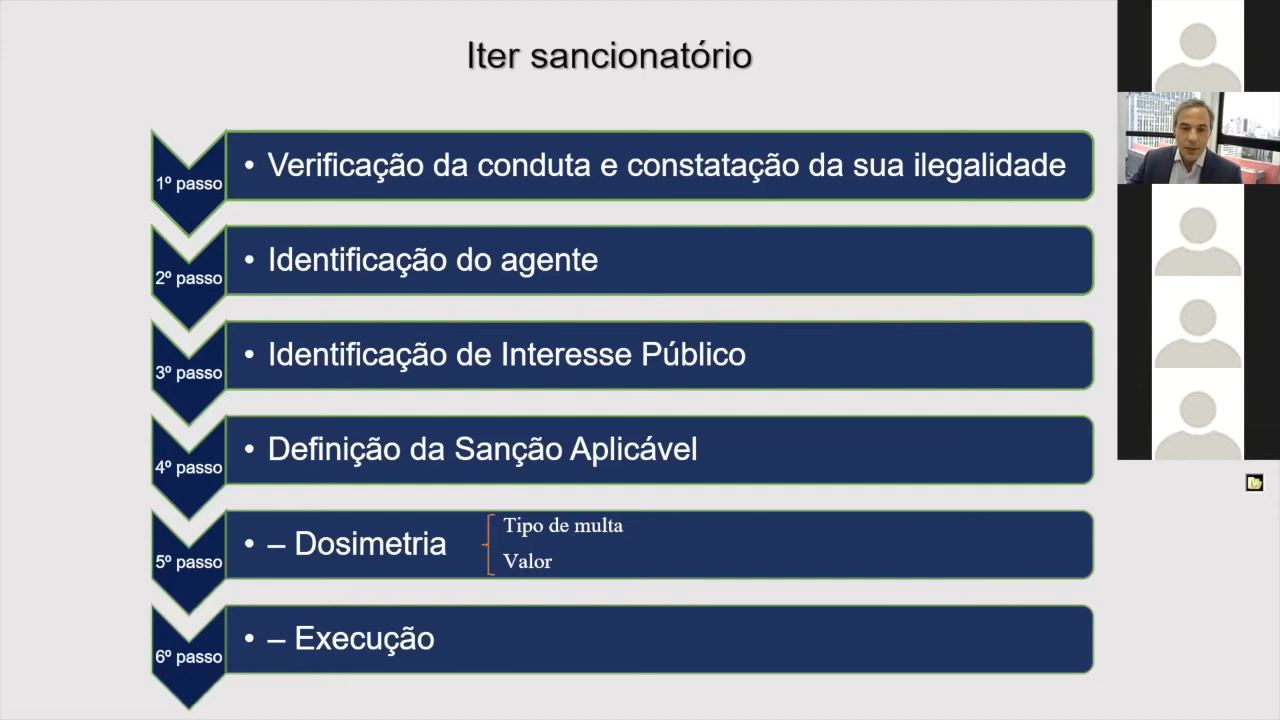 Iter sancionatório
1º passo
• Verificação da conduta e constatação da sua ilegalidade
2º passo
• Identificação do agente
3º passo
• Identificação de Interesse Público
4º passo
• Definição da Sanção Aplicável
5º passo
• – Dosimetria
Tipo de multa
Valor
6º passo
• – Execução